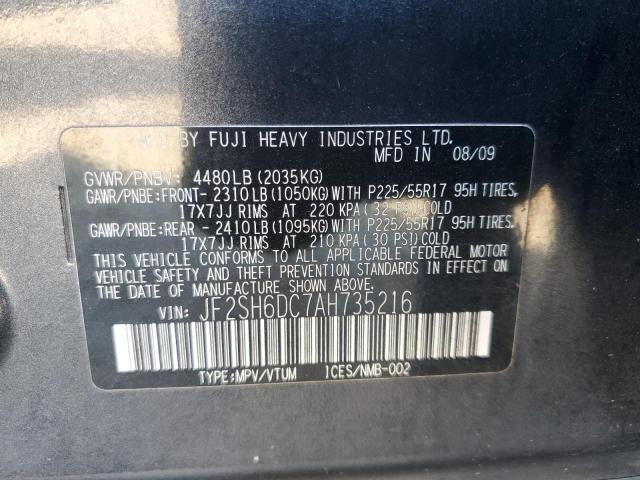 MFD BY FUJI HEAVY INDUSTRIES LTD.
MFD IN 08/09
GVWR/PNBV: 4480LB (2035KG)
GAWR/PNBE:FRONT- 2310LB (1050KG)WITH P225/55R17 95H TIRES,
17X7JJ RIMS AT 220 KPA (32 PSI)COLD
GAWR/PNBE:REAR - 2410LB (1095KG)WITH P225/55R17 95H TIRES,
17X7JJ RIMS AT 210 KPA (30 PSI)COLD
THIS VEHICLE CONFORMS TO ALL APPLICABLE FEDERAL MOTOR
VEHICLE SAFETY AND THEFT PREVENTION STANDARDS IN EFFECT ON
THE DATE OF MANUFACTURE SHOWN ABOVE.
VIN: JF2SH6DC7AH735216
TYPE:MPV/VTUM ICES/NMB-002